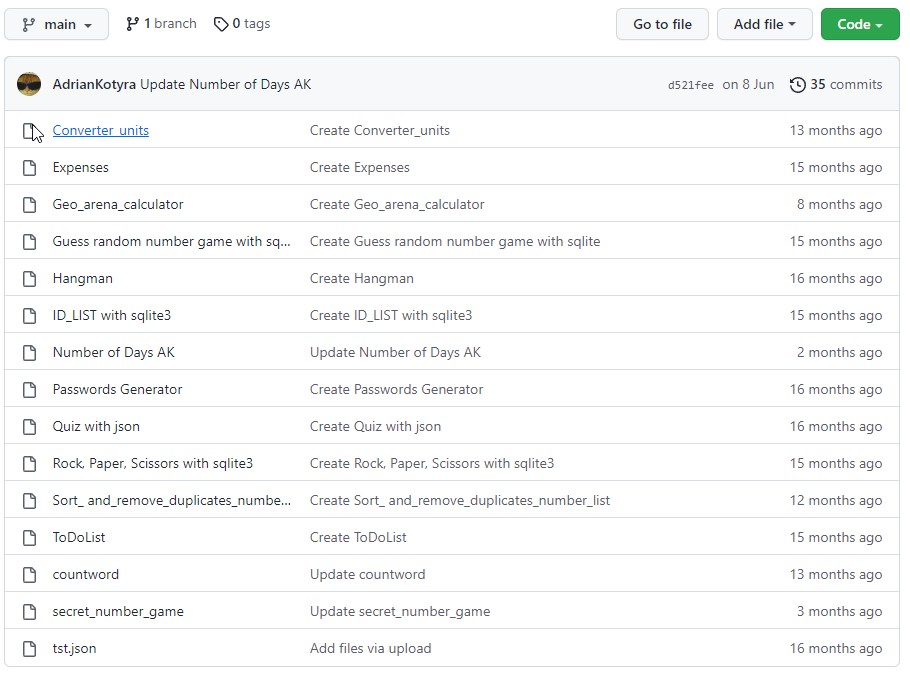 main 1 branch 0 tags Go to file Add file Code
AdrianKotyra Update Number of Days AK d521fee on 8 Jun 35 commits
Converter_units Create Converter_units 13 months ago
Expenses Create Expenses 15 months ago
Geo_arena_calculator Create Geo_arena_calculator 8 months ago
Guess random number game with sq... Create Guess random number game with sqlite 15 months ago
Hangman Create Hangman 16 months ago
ID_LIST with sqlite3 Create ID_LIST with sqlite3 15 months ago
Number of Days AK Update Number of Days AK 2 months ago
Passwords Generator Create Passwords Generator 16 months ago
Quiz with json Create Quiz with json 16 months ago
Rock, Paper, Scissors with sqlite3 Create Rock, Paper, Scissors with sqlite3 15 months ago
Sort_ and_remove_duplicates_numbe... Create Sort_ and_remove_duplicates_number_list 12 months ago
ToDoList Create ToDoList 15 months ago
countword Update countword 13 months ago
secret_number_game Update secret_number_game 3 months ago
tst.json Add files via upload 16 months ago